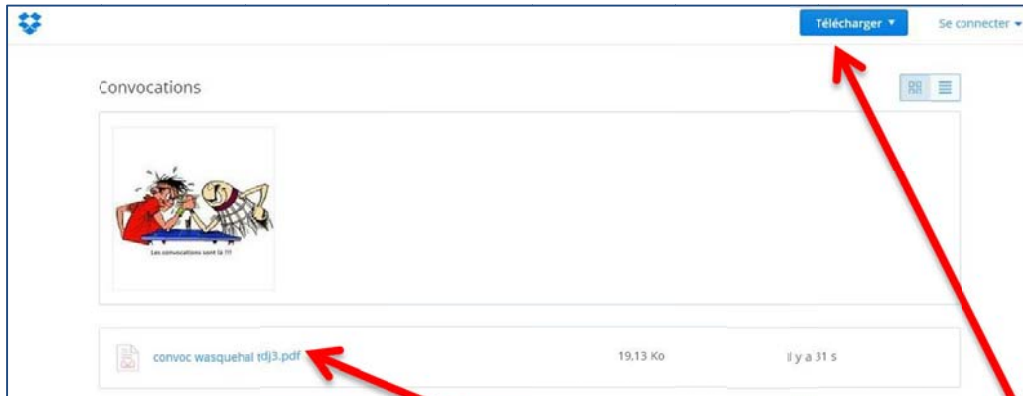 Télécharger Se connecter
Convocations
Les convocations sont là !!!
convoc wasquehal tdj3.pdf 19,13 Ko Il y a 31 s